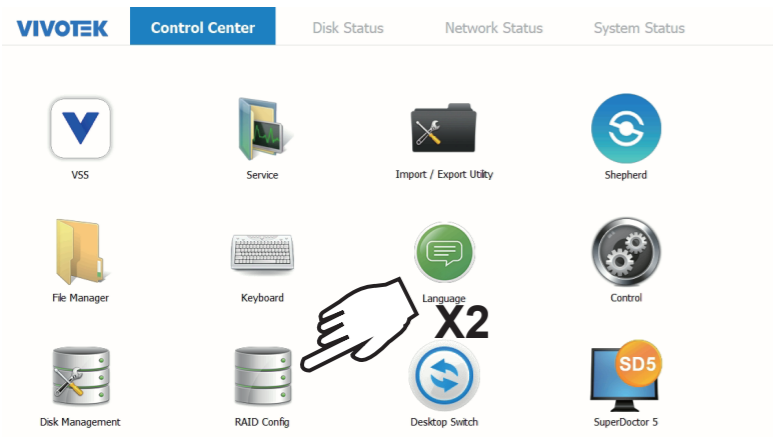 VIVOTEK Control Center Disk Status Network Status System Status
VSS Service Import / Export Utility Shepherd
File Manager Keyboard Language Control
X2
SD5
Disk Management RAID Config Desktop Switch SuperDoctor 5